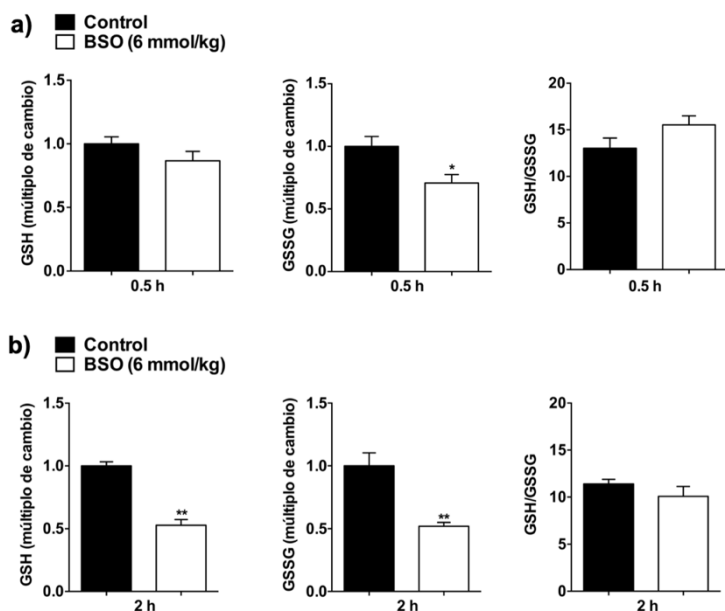 a)
Control
BSO (6 mmol/kg)
GSH (múltiplo de cambio)
1.5
1.0
0.5
0.0
0.5 h
GSSG (múltiplo de cambio)
1.5
1.0
0.5
0.0
*
0.5 h
GSH/GSSG
20
15
10
5
0
0.5 h
b)
Control
BSO (6 mmol/kg)
GSH (múltiplo de cambio)
1.5
1.0
0.5
0.0
**
2 h
GSSG (múltiplo de cambio)
1.5
1.0
0.5
0.0
**
2 h
GSH/GSSG
20
15
10
5
0
2 h